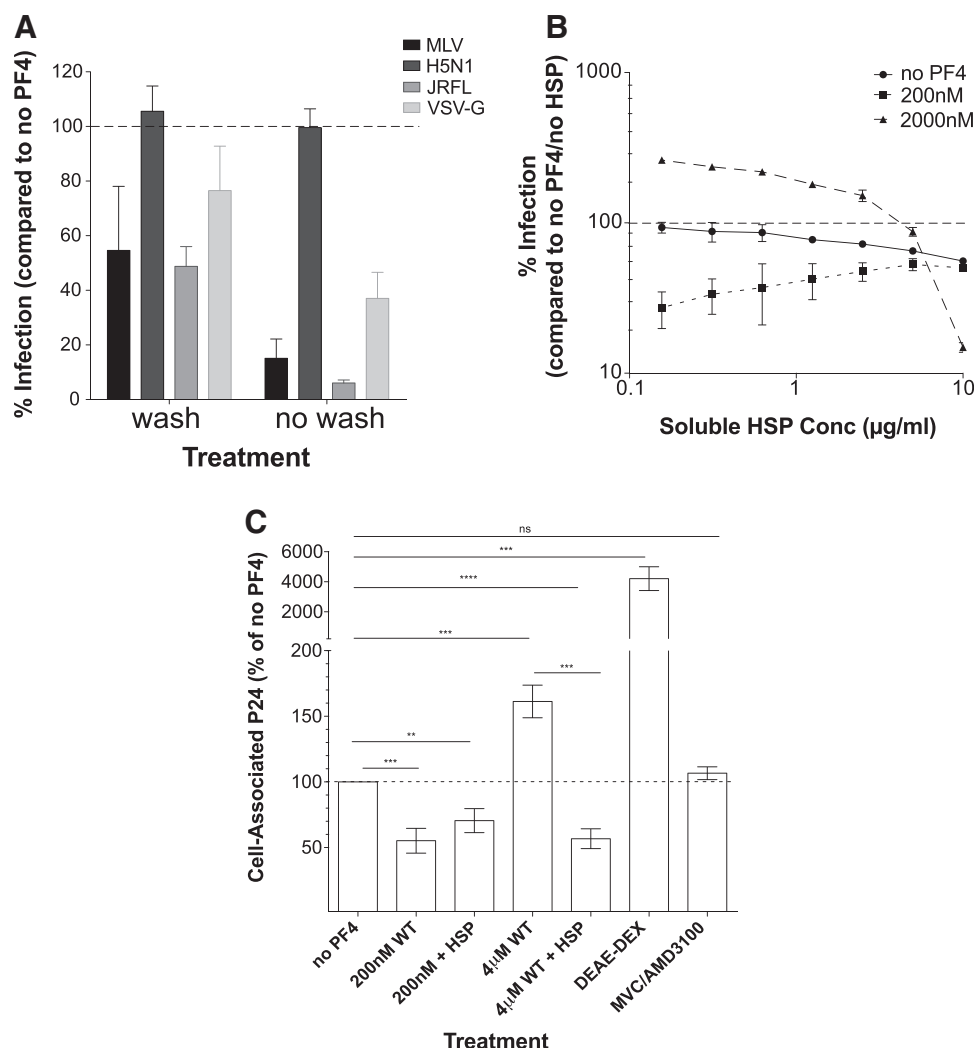 A
MLV
H5N1
JRFL
VSV-G
% Infection (compared to no PF4)
120
100
80
60
40
20
0
wash
no wash
Treatment
B
no PF4
200nM
2000nM
% Infection
(compared to no PF4/no HSP)
1000
100
10
0.1
1
10
Soluble HSP Conc (µg/ml)
C
Cell-Associated P24 (% of no PF4)
6000
4000
2000
200
150
100
50
ns
***
****
***
***
**
***
no PF4
200nM WT
200nM + HSP
4µM WT
4µM WT + HSP
DEAE-DEX
MVC/AMD3100
Treatment